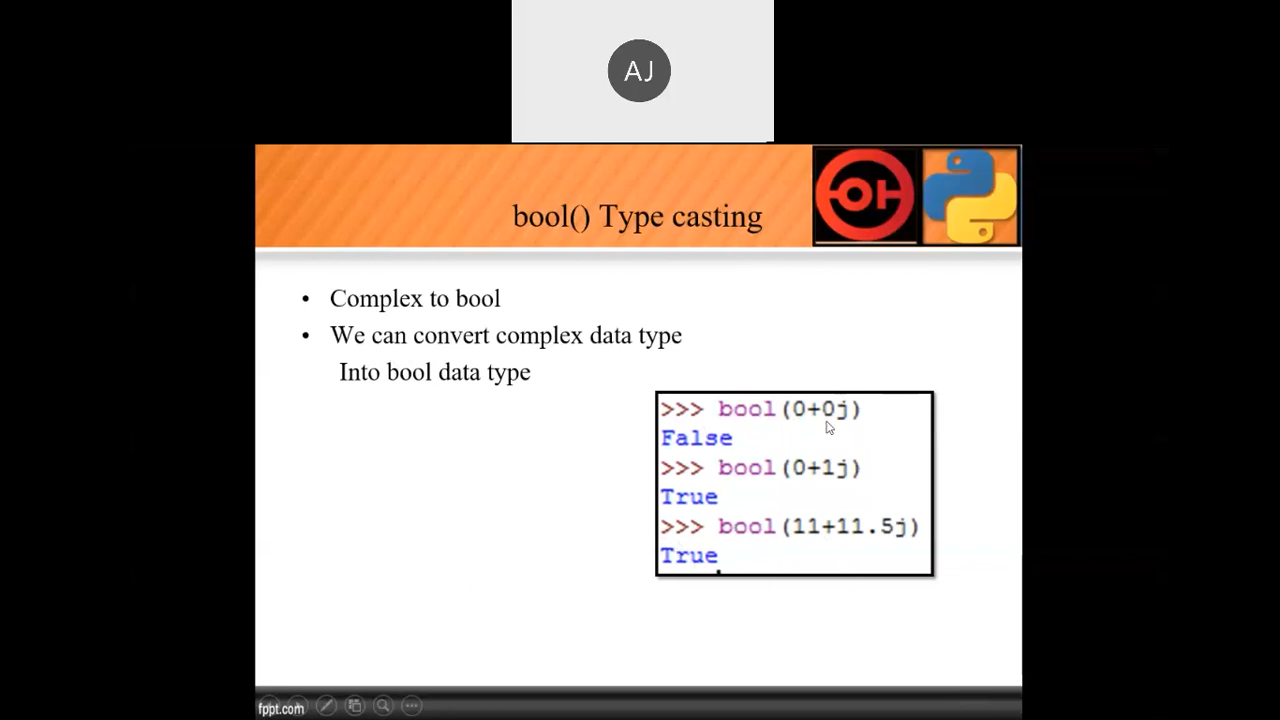 AJ
bool() Type casting
• Complex to bool
• We can convert complex data type
Into bool data type
>>> bool(0+0j)
False
>>> bool(0+1j)
True
>>> bool(11+11.5j)
True
fppt.com